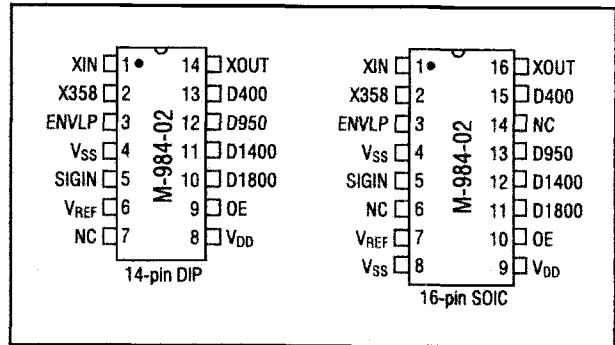 XIN 1 14 XOUT
X358 2 13 D400
ENVLP 3 12 D950
VSS 4 11 D1400
SIGIN 5 10 D1800
VREF 6 9 OE
NC 7 8 VDD
M-984-02
14-pin DIP
XIN 1 16 XOUT
X358 2 15 D400
ENVLP 3 14 NC
VSS 4 13 D950
SIGIN 5 12 D1400
NC 6 11 D1800
VREF 7 10 OE
VSS 8 9 VDD
M-984-02
16-pin SOIC